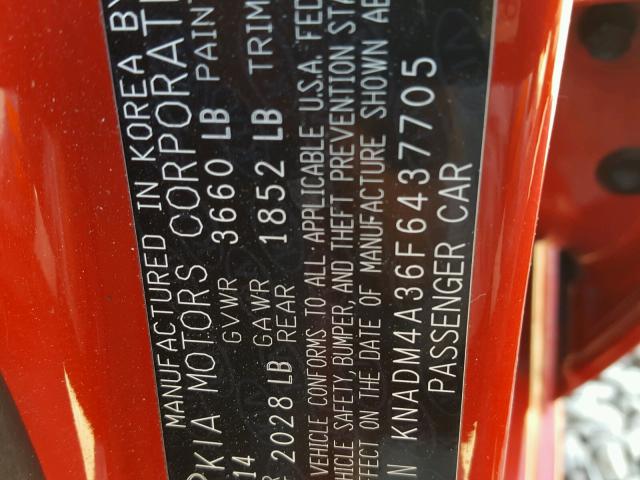 MANUFACTURED IN KOREA BY
KIA MOTORS CORPORATI
14 GVWR 3660 LB PAIN
GAWR
2028 LB REAR 1852 LB TRIM
VEHICLE CONFORMS TO ALL APPLICABLE U.S.A. FED
HICLE SAFETY, BUMPER, AND THEFT PREVENTION STA
FFECT ON THE DATE OF MANUFACTURE SHOWN AB
N KNADM4A36F6437705
PASSENGER CAR